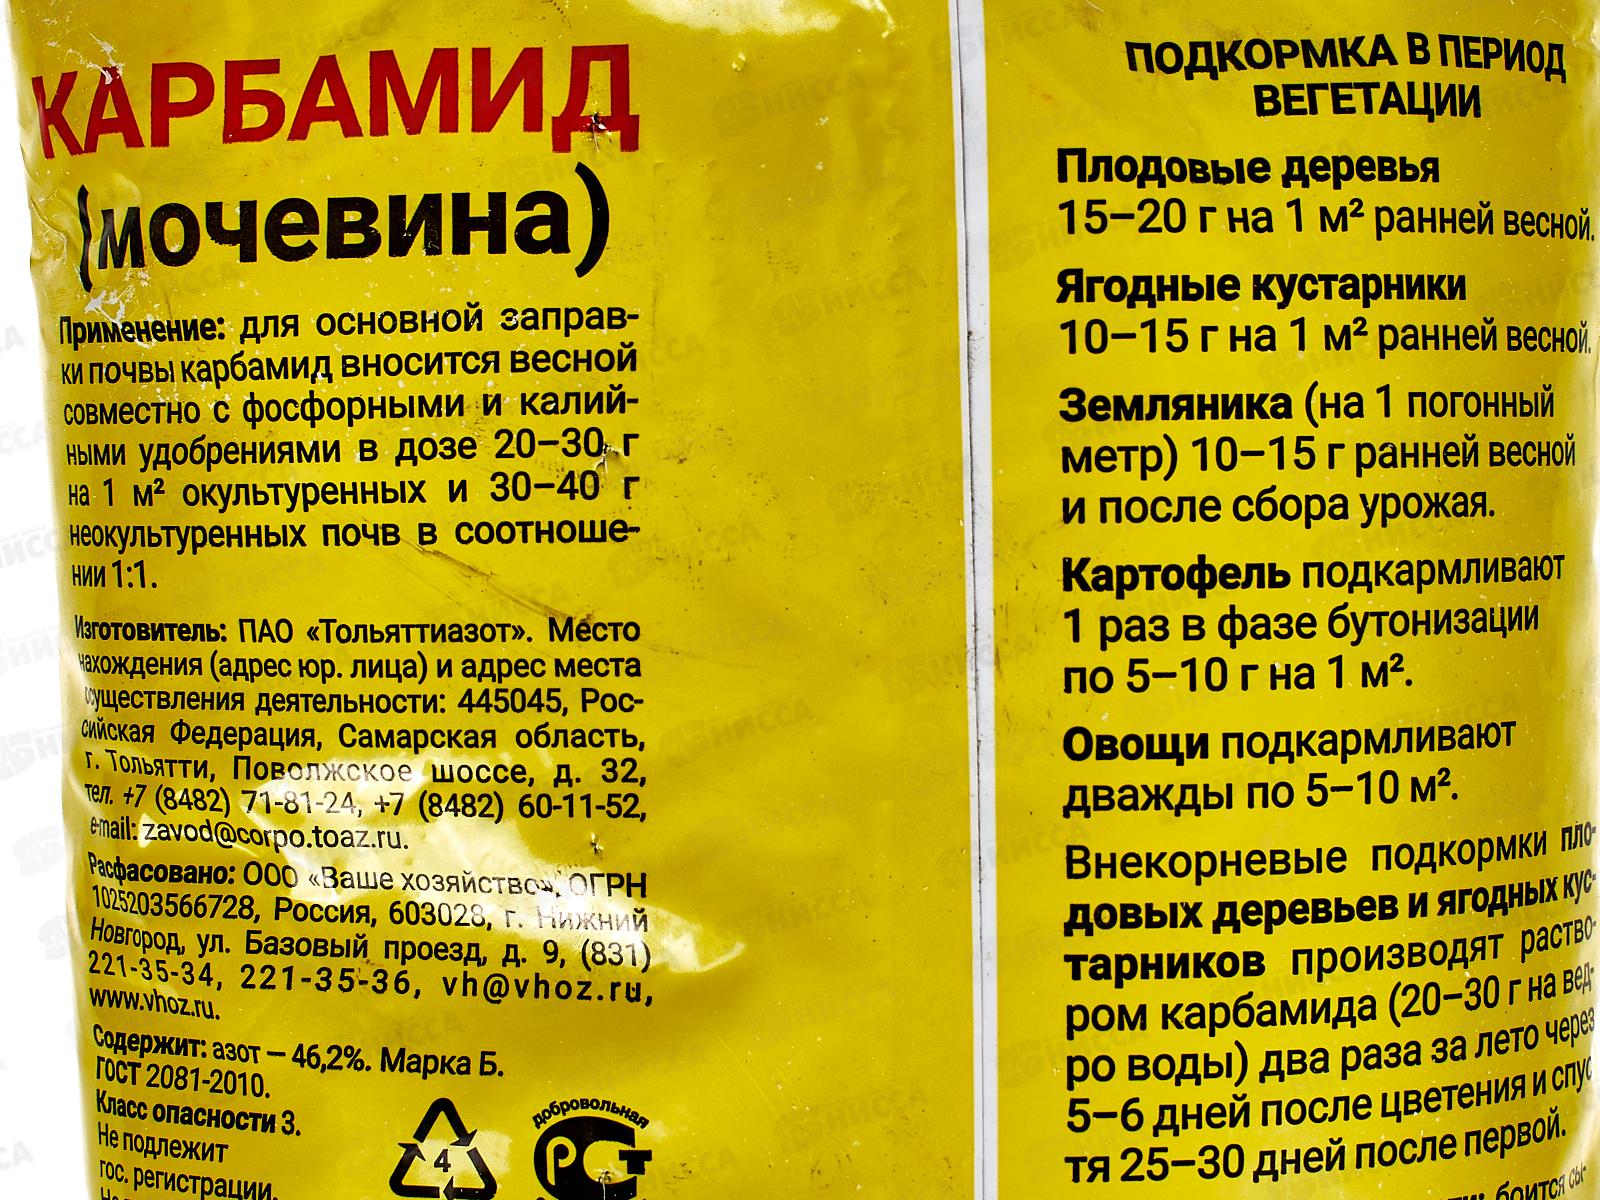 КАРБАМИД
(мочевина)
Применение: для основной заправ-
ки почвы карбамид вносится весной
совместно с фосфорными и калий-
ными удобрениями в дозе 20–30 г
на 1 м² окультуренных и 30–40 г
неокультуренных почв в соотноше-
нии 1:1.
Изготовитель: ПАО «Тольяттиазот». Место
нахождения (адрес юр. лица) и адрес места
осуществления деятельности: 445045, Рос-
сийская Федерация, Самарская область,
г. Тольятти, Поволжское шоссе, д. 32,
тел. +7 (8482) 71-81-24, +7 (8482) 60-11-52,
e-mail: zavod@corpo.toaz.ru.
Расфасовано: ООО «Ваше хозяйство», ОГРН
1025203566728, Россия, 603028, г. Нижний
Новгород, ул. Базовый проезд, д. 9, (831)
221-35-34, 221-35-36, vh@vhoz.ru,
www.vhoz.ru.
Содержит: азот – 46,2%. Марка Б.
ГОСТ 2081-2010.
Класс опасности 3.
Не подлежит
гос. регистрации.
4
добровольная
РСТ
ПОДКОРМКА В ПЕРИОД
ВЕГЕТАЦИИ
Плодовые деревья
15–20 г на 1 м² ранней весной.
Ягодные кустарники
10–15 г на 1 м² ранней весной.
Земляника (на 1 погонный
метр) 10–15 г ранней весной
и после сбора урожая.
Картофель подкармливают
1 раз в фазе бутонизации
по 5–10 г на 1 м².
Овощи подкармливают
дважды по 5–10 м².
Внекорневые подкормки пло-
довых деревьев и ягодных кус-
тарников производят раство-
ром карбамида (20–30 г на вед-
ро воды) два раза за лето через
5–6 дней после цветения и спус
тя 25–30 дней после первой.
боится сы-